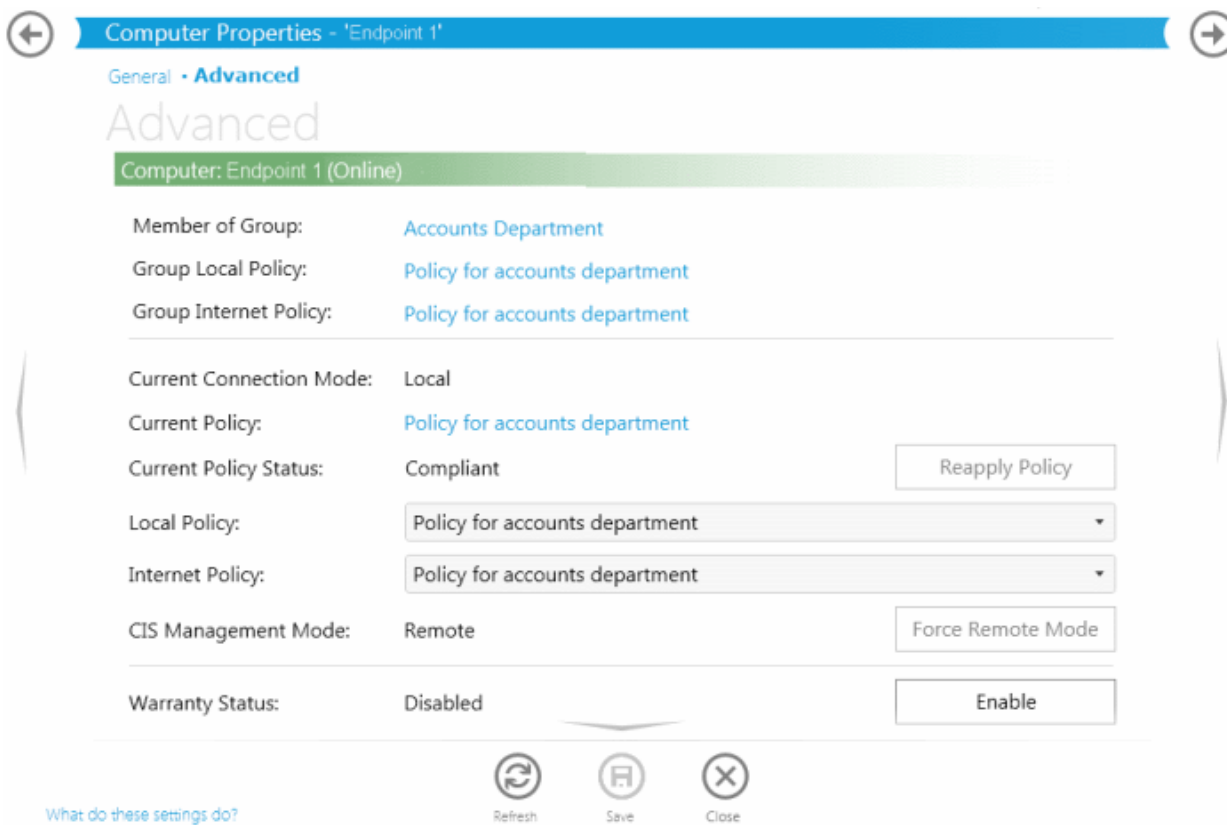 Computer Properties - 'Endpoint 1'
General • Advanced
Advanced
Computer: Endpoint 1 (Online)
Member of Group: Accounts Department
Group Local Policy: Policy for accounts department
Group Internet Policy: Policy for accounts department
Current Connection Mode: Local
Current Policy: Policy for accounts department
Current Policy Status: Compliant Reapply Policy
Local Policy: Policy for accounts department
Internet Policy: Policy for accounts department
CIS Management Mode: Remote Force Remote Mode
Warranty Status: Disabled Enable
Refresh Save Close
What do these settings do?